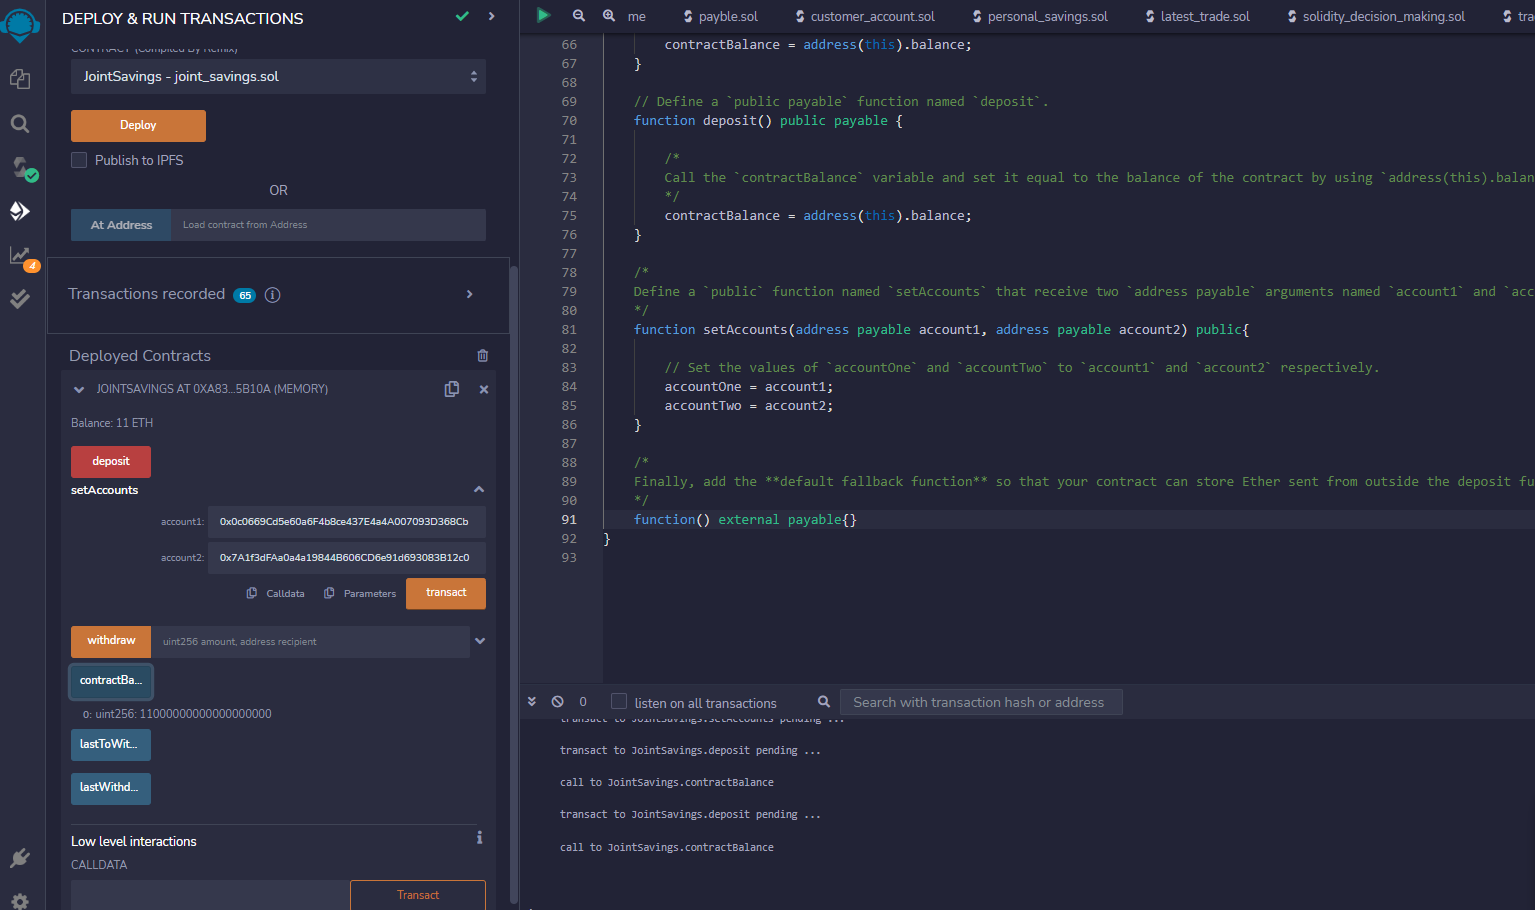 DEPLOY & RUN TRANSACTIONS
CONTRACT (Compiled By Remix)
JointSavings - joint_savings.sol
Deploy
Publish to IPFS
OR
At Address Load contract from Address
4
Transactions recorded 65
Deployed Contracts
JOINTSAVINGS AT 0XA83...5B10A (MEMORY)
Balance: 11 ETH
deposit
setAccounts
account1: 0x0c0669Cd5e60a6F4b8ce437E4a4A007093D368Cb
account2: 0x7A1f3dFAa0a4a19844B606CD6e91d693083B12c0
Calldata Parameters transact
withdraw uint256 amount, address recipient
contractBa...
0: uint256: 11000000000000000000
lastToWit...
lastWithd...
Low level interactions
CALLDATA
Transact
me payble.sol customer_account.sol personal_savings.sol latest_trade.sol solidity_decision_making.sol tra
66 contractBalance = address(this).balance;
67 }
68
69 // Define a `public payable` function named `deposit`.
70 function deposit() public payable {
71
72 /*
73 Call the `contractBalance` variable and set it equal to the balance of the contract by using `address(this).balan
74 */
75 contractBalance = address(this).balance;
76 }
77
78 /*
79 Define a `public` function named `setAccounts` that receive two `address payable` arguments named `account1` and `acc
80 */
81 function setAccounts(address payable account1, address payable account2) public{
82
83 // Set the values of `accountOne` and `accountTwo` to `account1` and `account2` respectively.
84 accountOne = account1;
85 accountTwo = account2;
86 }
87
88 /*
89 Finally, add the **default fallback function** so that your contract can store Ether sent from outside the deposit fu
90 */
91 function() external payable{}
92 }
93
0 listen on all transactions Search with transaction hash or address
transact to JointSavings.setAccounts pending ...
transact to JointSavings.deposit pending ...
call to JointSavings.contractBalance
transact to JointSavings.deposit pending ...
call to JointSavings.contractBalance